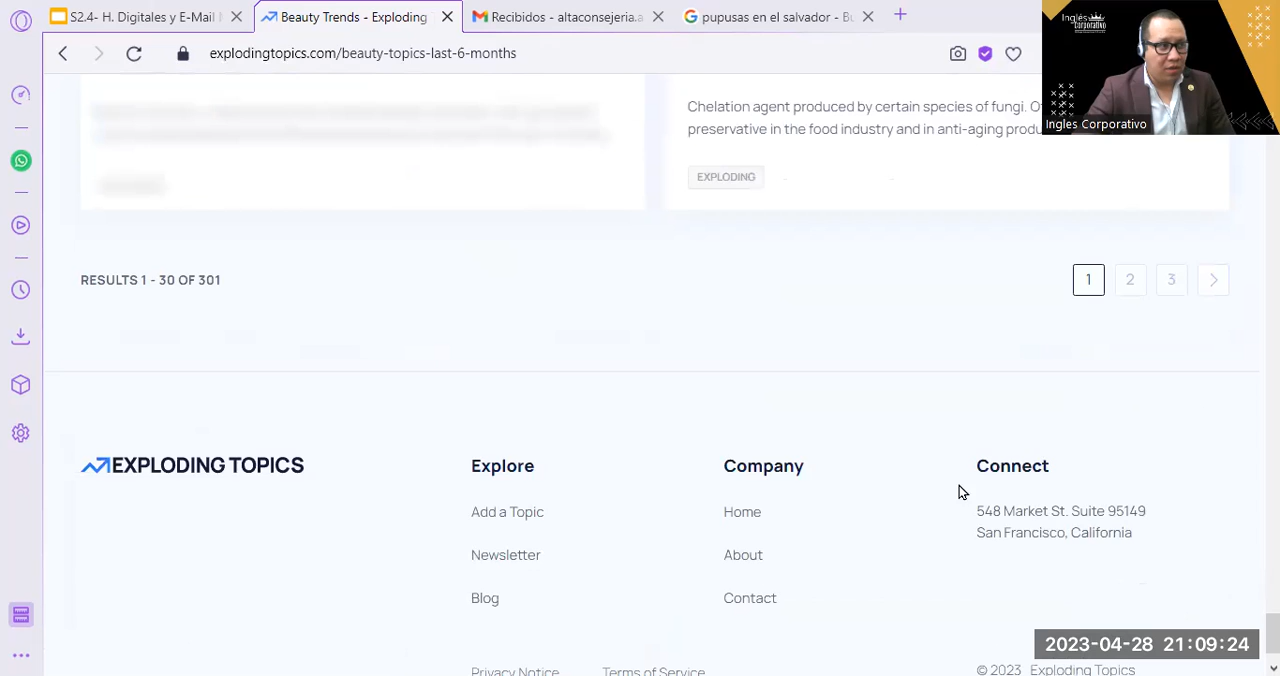 S2.4- H. Digitales y E-Mail
Beauty Trends - Exploding
Recibidos - altaconsejeria.a
pupusas en el salvador - Bu
explodingtopics.com/beauty-topics-last-6-months
Inglés
Corporativo
Ingles Corporativo
Chelation agent produced by certain species of fungi. O
preservative in the food industry and in anti-aging produ
EXPLODING
RESULTS 1 - 30 OF 301
1 2 3
EXPLODING TOPICS
Explore
Add a Topic
Newsletter
Blog
Company
Home
About
Contact
Connect
548 Market St. Suite 95149
San Francisco, California
2023-04-28 21:09:24
Privacy Notice Terms of Service
© 2023 Exploding Topics